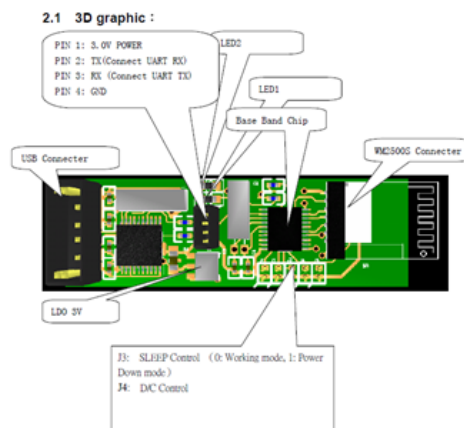 2.1 3D graphic：
PIN 1: 3.0V POWER
PIN 2: TX(Connect UART RX)
PIN 3: RX (Connect UART TX)
PIN 4: GND
LED2
LED1
Base Band Chip
WM2500S Connecter
USB Connecter
LDO 3V
J3: SLEEP Control （0: Working mode, 1: Power
Down mode）
J4: D/C Control